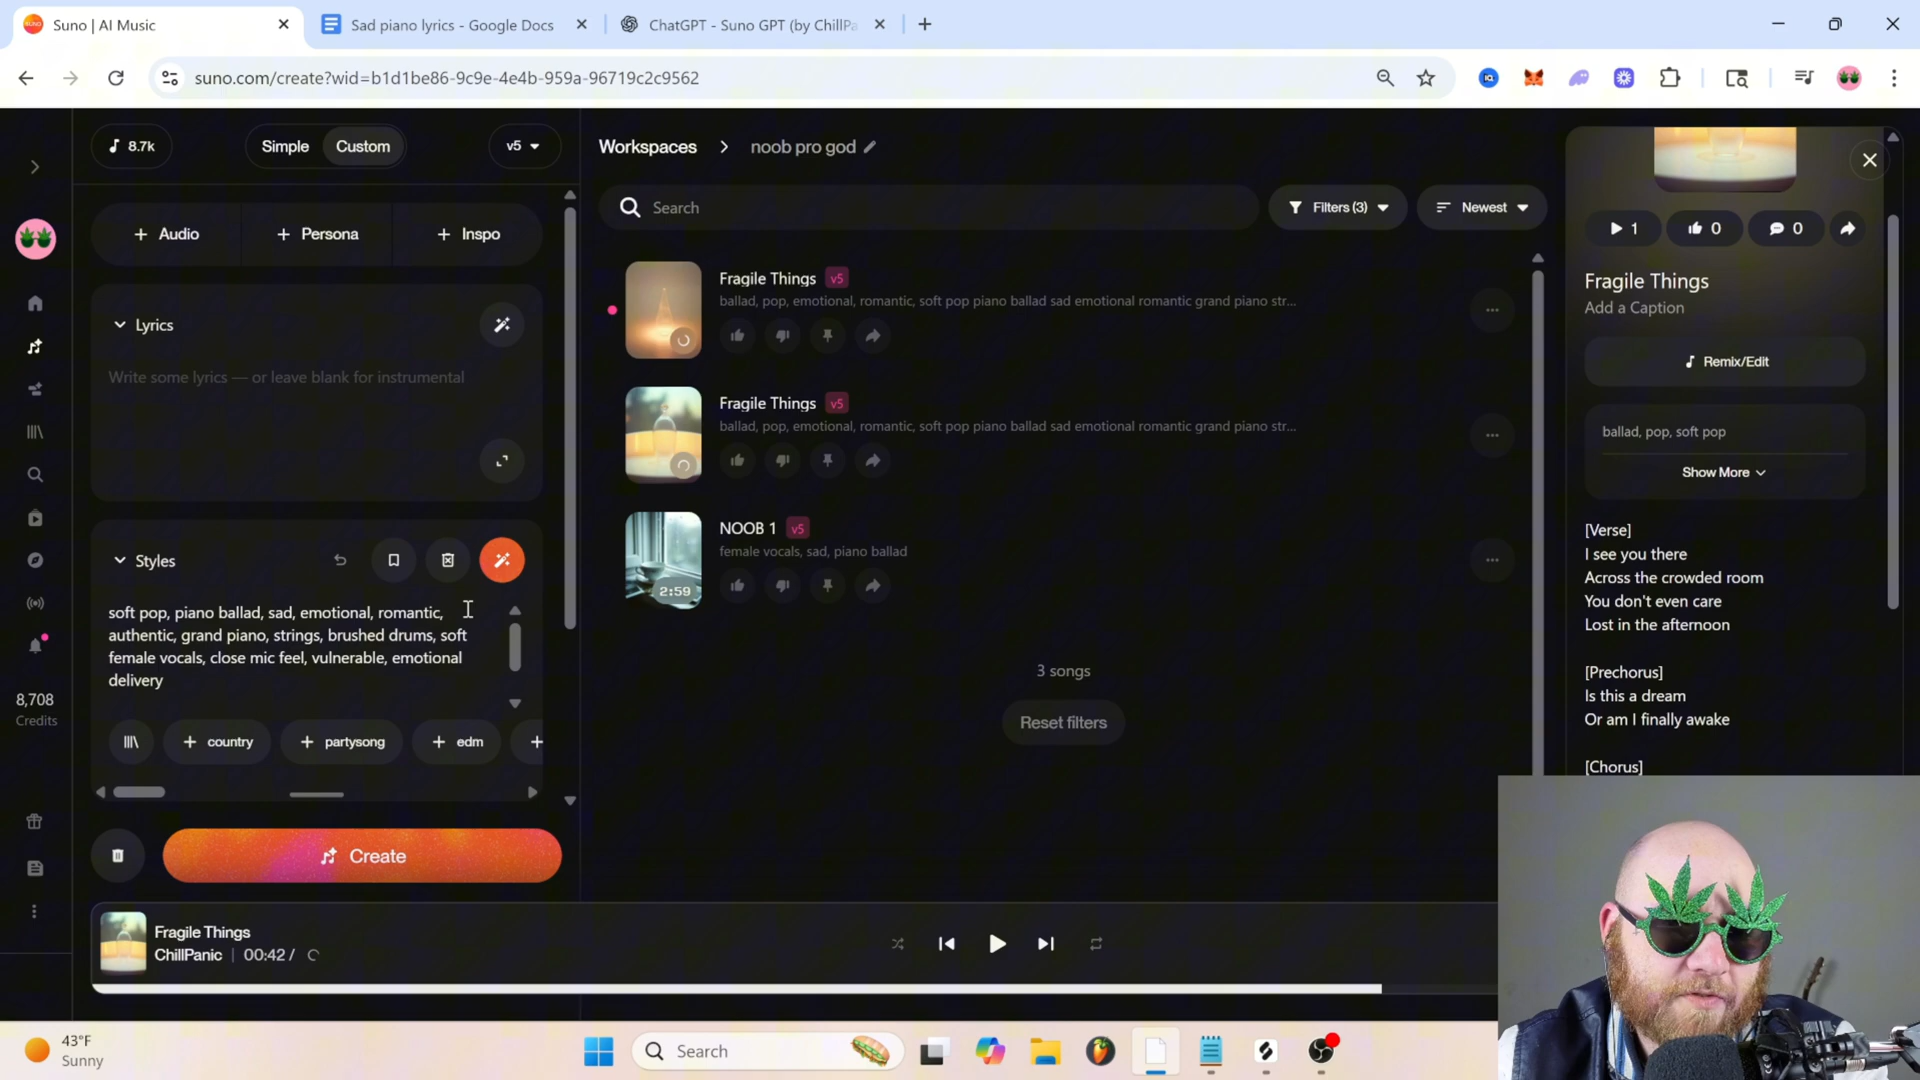 Suno | AI Music
Sad piano lyrics - Google Docs
ChatGPT - Suno GPT (by ChillPa
suno.com/create?wid=b1d1be86-9c9e-4e4b-959a-96719c2c9562
8.7k
Simple
Custom
v5
Workspaces
noob pro god
Audio
Persona
Inspo
Search
Filters (3)
Newest
Lyrics
Write some lyrics — or leave blank for instrumental
Styles
soft pop, piano ballad, sad, emotional, romantic,
authentic, grand piano, strings, brushed drums, soft
female vocals, close mic feel, vulnerable, emotional
delivery
country
partysong
edm
Create
8,708
Credits
Fragile Things v5
ballad, pop, emotional, romantic, soft pop piano ballad sad emotional romantic grand piano str...
Fragile Things v5
ballad, pop, emotional, romantic, soft pop piano ballad sad emotional romantic grand piano str...
NOOB 1 v5
female vocals, sad, piano ballad
2:59
3 songs
Reset filters
1
0
0
Fragile Things
Add a Caption
Remix/Edit
ballad, pop, soft pop
Show More
[Verse]
I see you there
Across the crowded room
You don't even care
Lost in the afternoon
[Prechorus]
Is this a dream
Or am I finally awake
[Chorus]
Fragile Things
ChillPanic
00:42 /
43°F
Sunny
Search